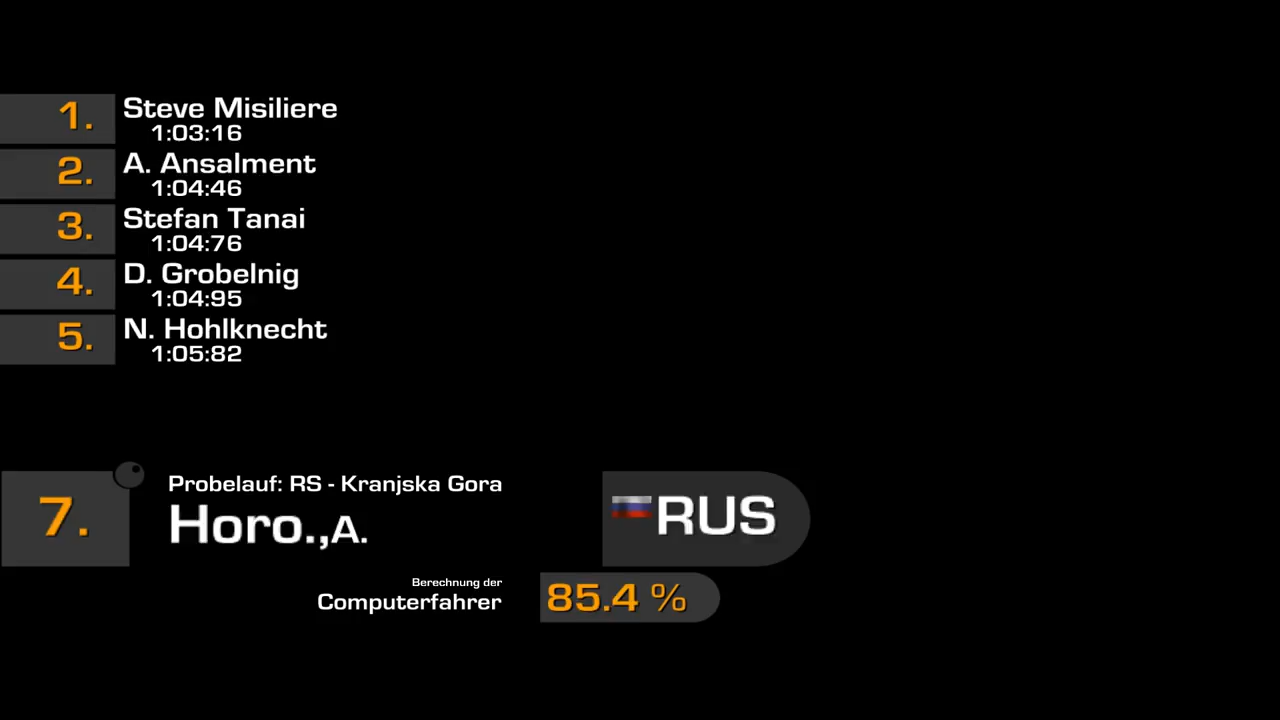 1.
Steve Misiliere
1:03:16
2.
A. Ansalment
1:04:46
3.
Stefan Tanai
1:04:76
4.
D. Grobelnig
1:04:95
5.
N. Hohlknecht
1:05:82
7.
Probelauf: RS - Kranjska Gora
Horo.,A.
RUS
Berechnung der
Computerfahrer
85.4 %